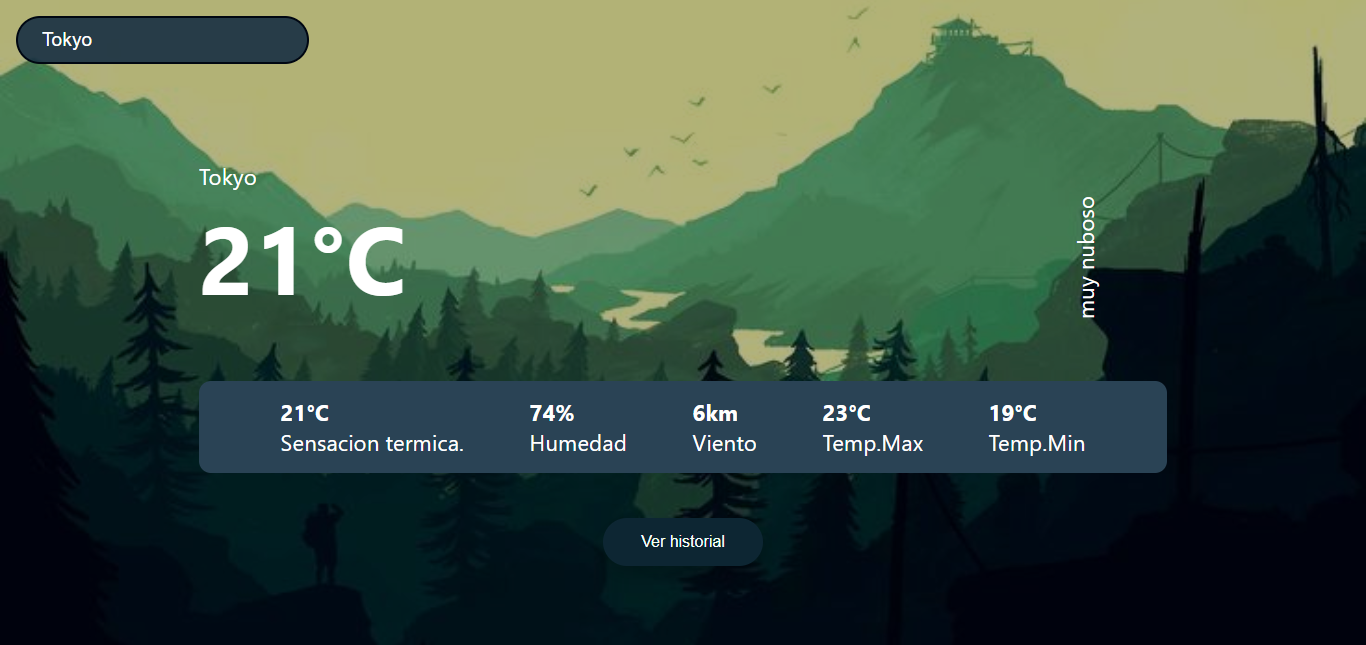 Tokyo
Tokyo
21°C
muy nuboso
21°C
Sensacion termica.
74%
Humedad
6km
Viento
23°C
Temp.Max
19°C
Temp.Min
Ver historial